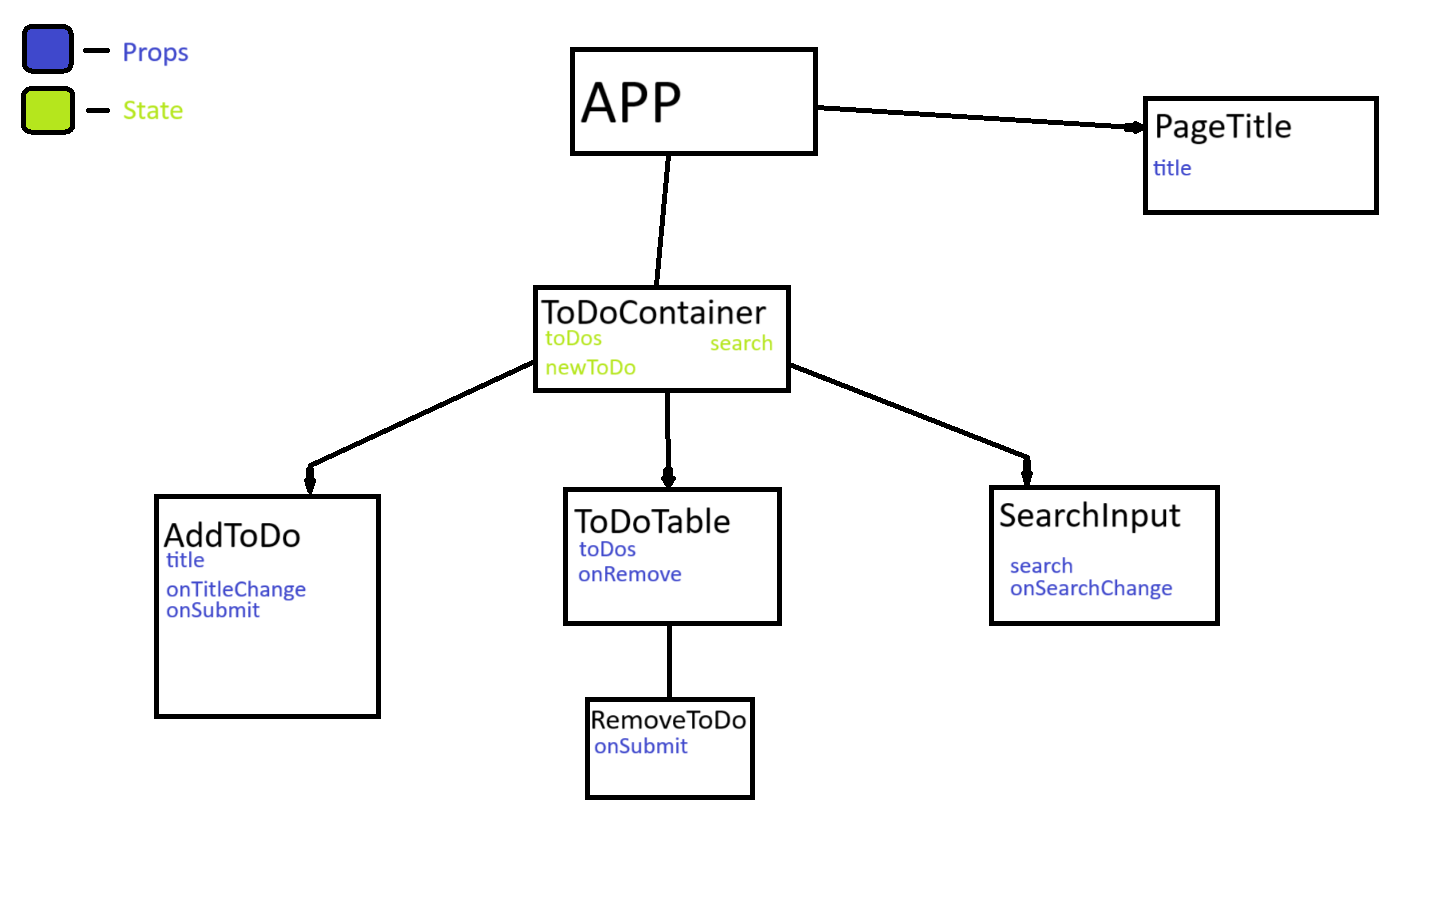 Props
State
APP
PageTitle
title
ToDoContainer
toDos
search
newToDo
AddToDo
title
onTitleChange
onSubmit
ToDoTable
toDos
onRemove
SearchInput
search
onSearchChange
RemoveToDo
onSubmit